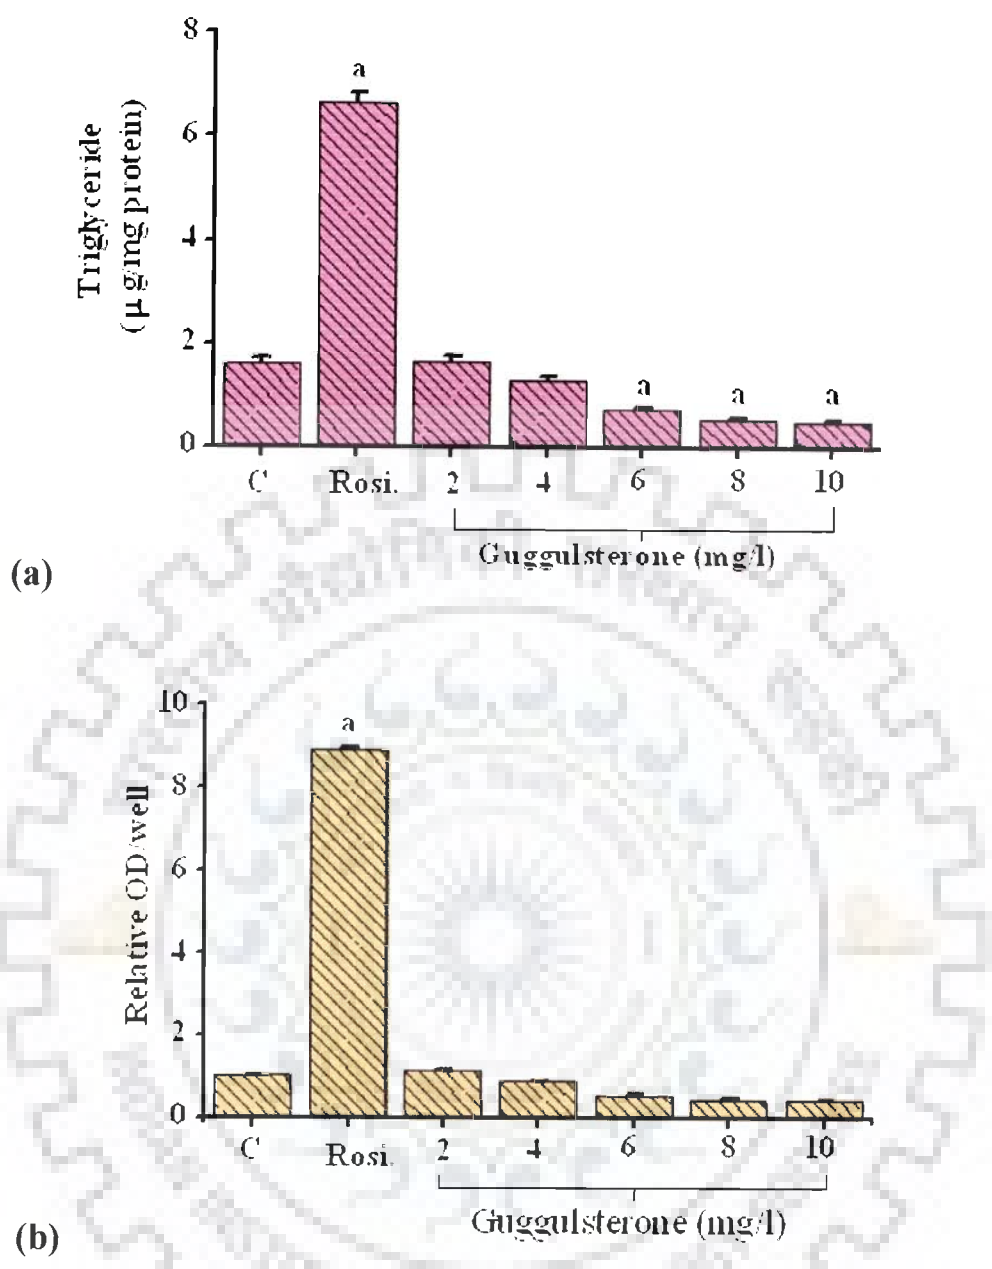 8
a
6
Triglyceride
(µg/mg protein)
4
2
a a a
0
C Rosi. 2 4 6 8 10
Guggulsterone (mg/l)
(a)
10
a
8
Relative OD/well
6
4
2
0
C Rosi. 2 4 6 8 10
Guggulsterone (mg/l)
(b)